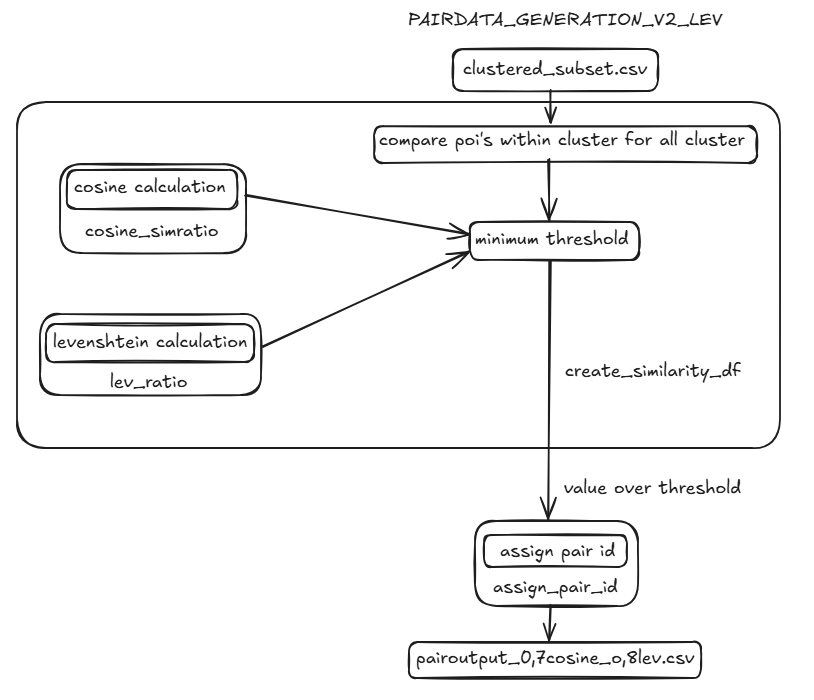 PAIRDATA_GENERATION_V2_LEV
clustered_subset.csv
compare poi's within cluster for all cluster
cosine calculation
cosine_simratio
minimum threshold
levenshtein calculation
lev_ratio
create_similarity_df
value over threshold
assign pair id
assign_pair_id
pairoutput_0,7cosine_o,8lev.csv